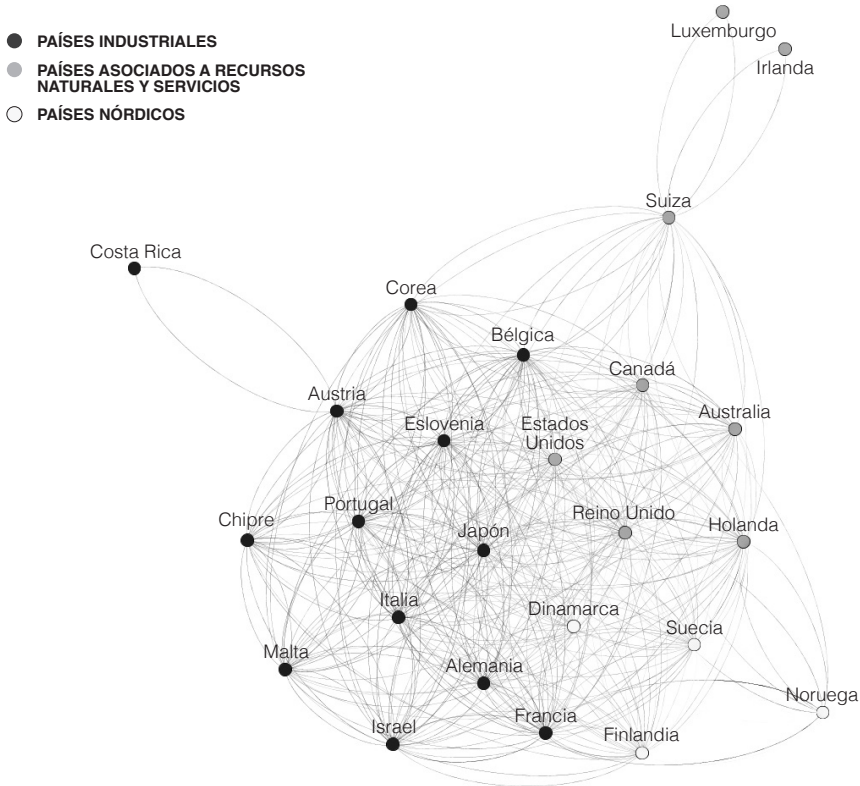 PAÍSES INDUSTRIALES
PAÍSES ASOCIADOS A RECURSOS
NATURALES Y SERVICIOS
PAÍSES NÓRDICOS
Luxemburgo
Irlanda
Suiza
Costa Rica
Corea
Bélgica
Canadá
Austria
Australia
Eslovenia
Estados
Unidos
Portugal
Reino Unido
Chipre
Japón
Holanda
Italia
Dinamarca
Suecia
Malta
Alemania
Noruega
Francia
Israel
Finlandia